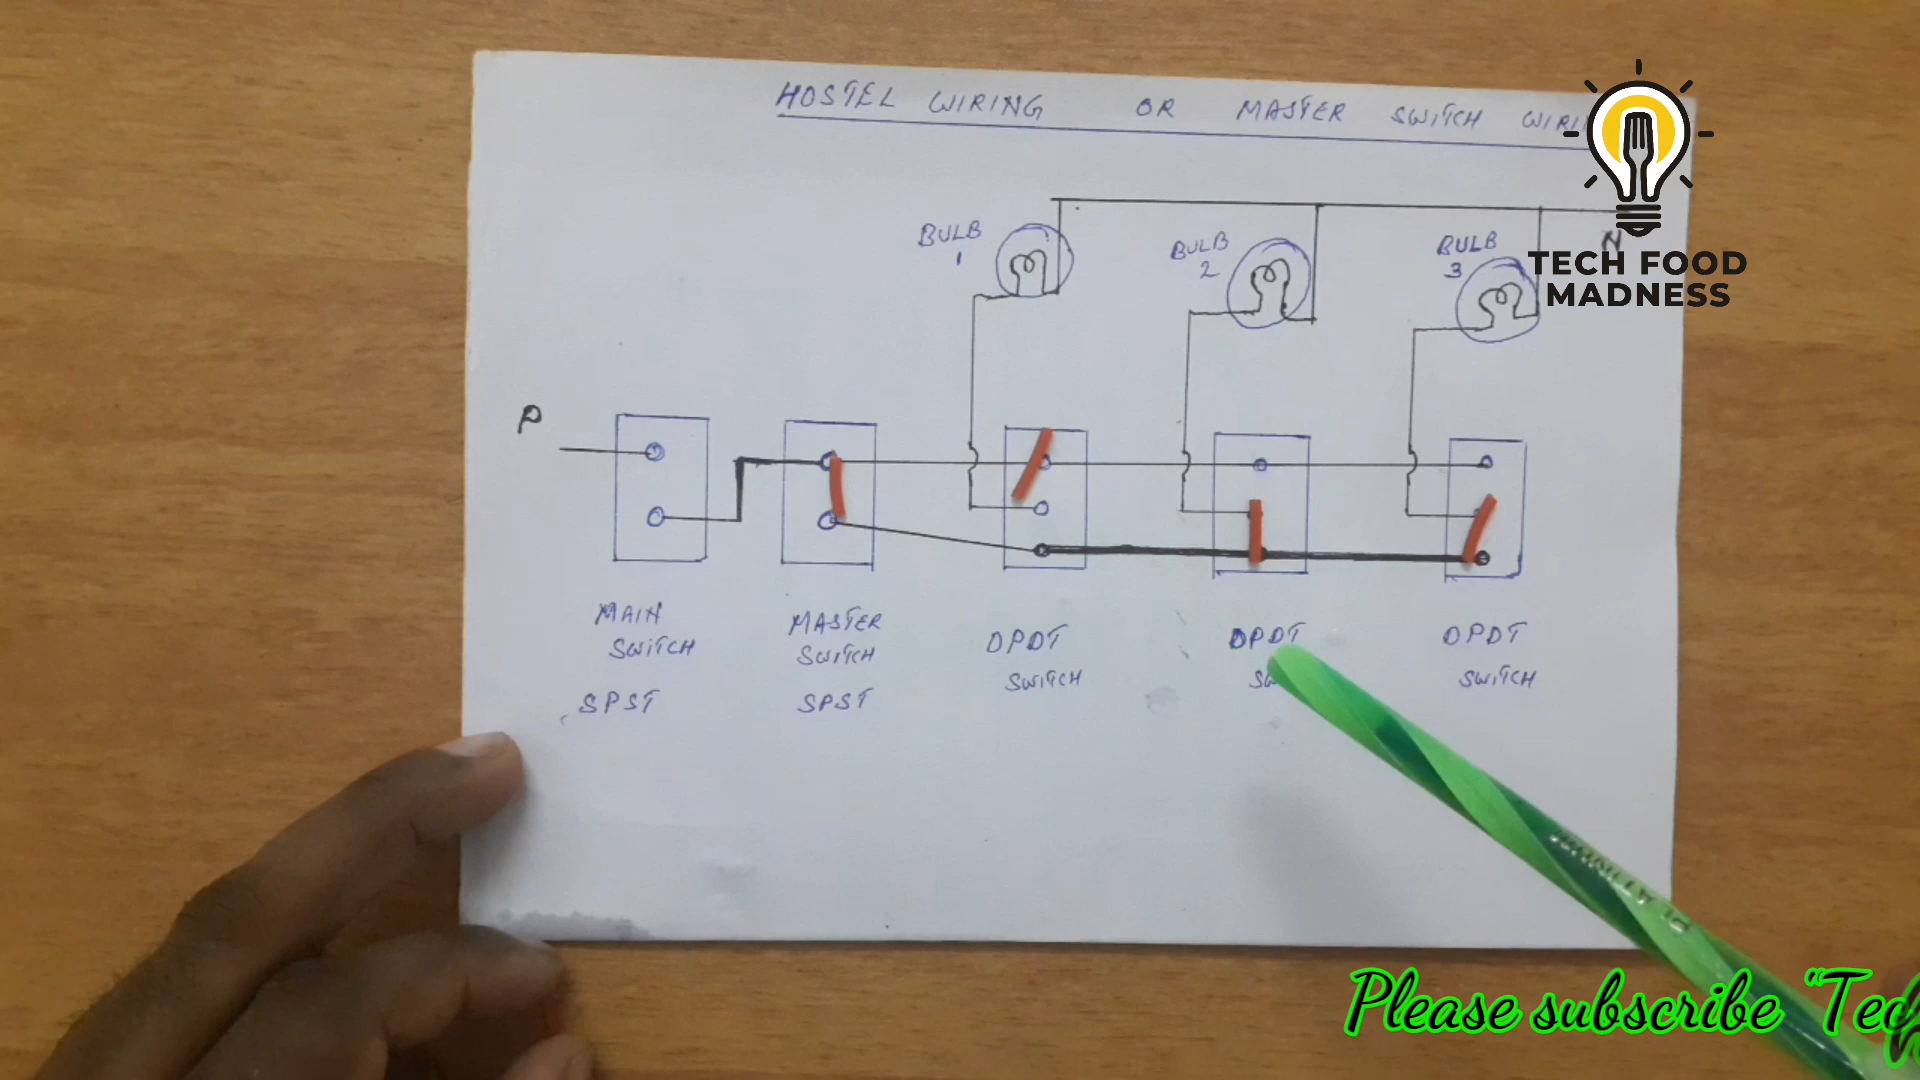 HOSTEL WIRING OR MASTER SWITCH
TECH FOOD
MADNESS
BULB
1
BULB
2
BULB
3
N
P
MAIN
SWITCH
SPST
MASTER
SWITCH
SPST
DPDT
SWITCH
DPDT
DPDT
SWITCH
Please subscribe "Tech